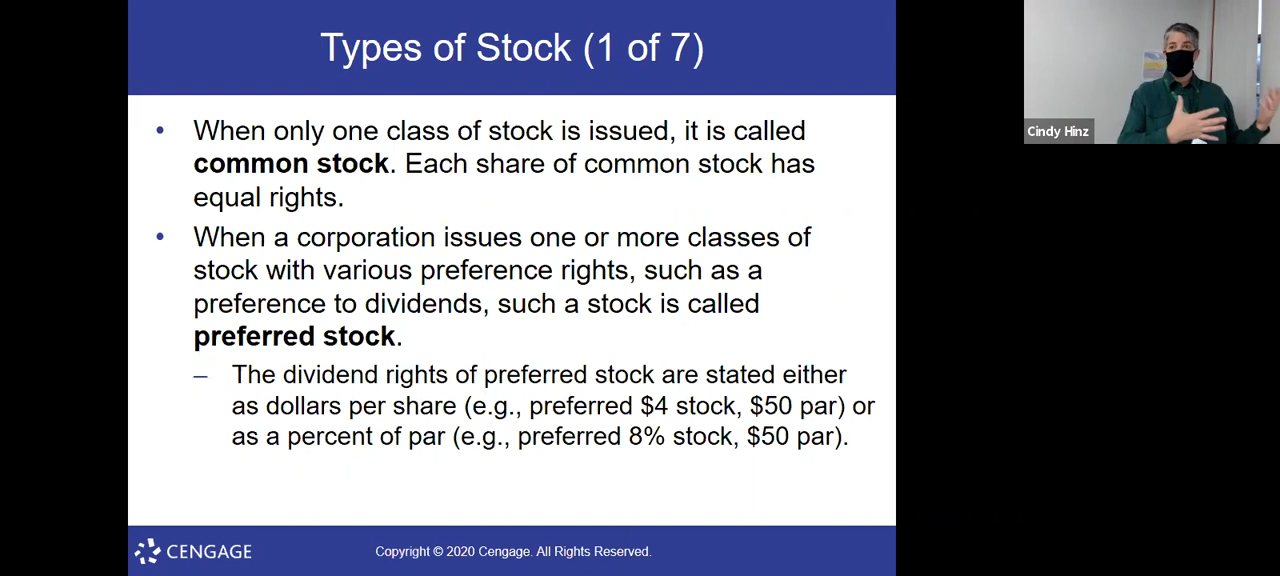 Types of Stock (1 of 7)
• When only one class of stock is issued, it is called
common stock. Each share of common stock has
equal rights.
• When a corporation issues one or more classes of
stock with various preference rights, such as a
preference to dividends, such a stock is called
preferred stock.
– The dividend rights of preferred stock are stated either
as dollars per share (e.g., preferred $4 stock, $50 par) or
as a percent of par (e.g., preferred 8% stock, $50 par).
CENGAGE
Copyright © 2020 Cengage. All Rights Reserved.
Cindy Hinz